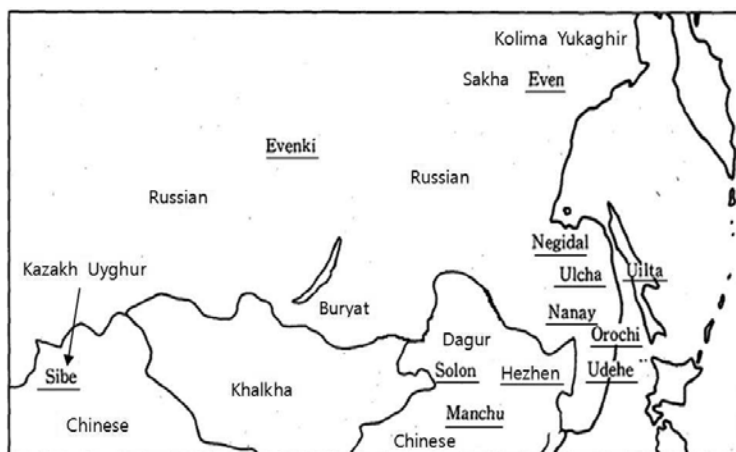 Kolima Yukaghir
Sakha Even
Evenki
Russian
Russian
Negidal
Kazakh Uyghur
Ulcha
Uilta
Buryat
Nanay
Dagur
Orochi
Sibe
Solon
Hezhen
Udehe
Khalkha
Manchu
Chinese
Chinese